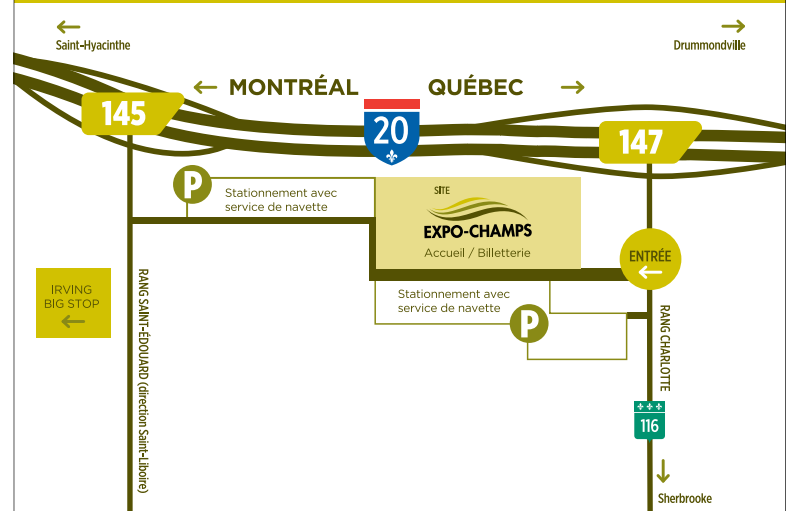 Saint-Hyacinthe
Drummondville
MONTRÉAL
QUÉBEC
145
20
147
P
Stationnement avec
service de navette
SITE
EXPO-CHAMPS
Accueil / Billetterie
ENTRÉE
IRVING
BIG STOP
RANG SAINT-ÉDOUARD (direction Saint-Liboire)
Stationnement avec
service de navette
P
RANG CHARLOTTE
116
Sherbrooke